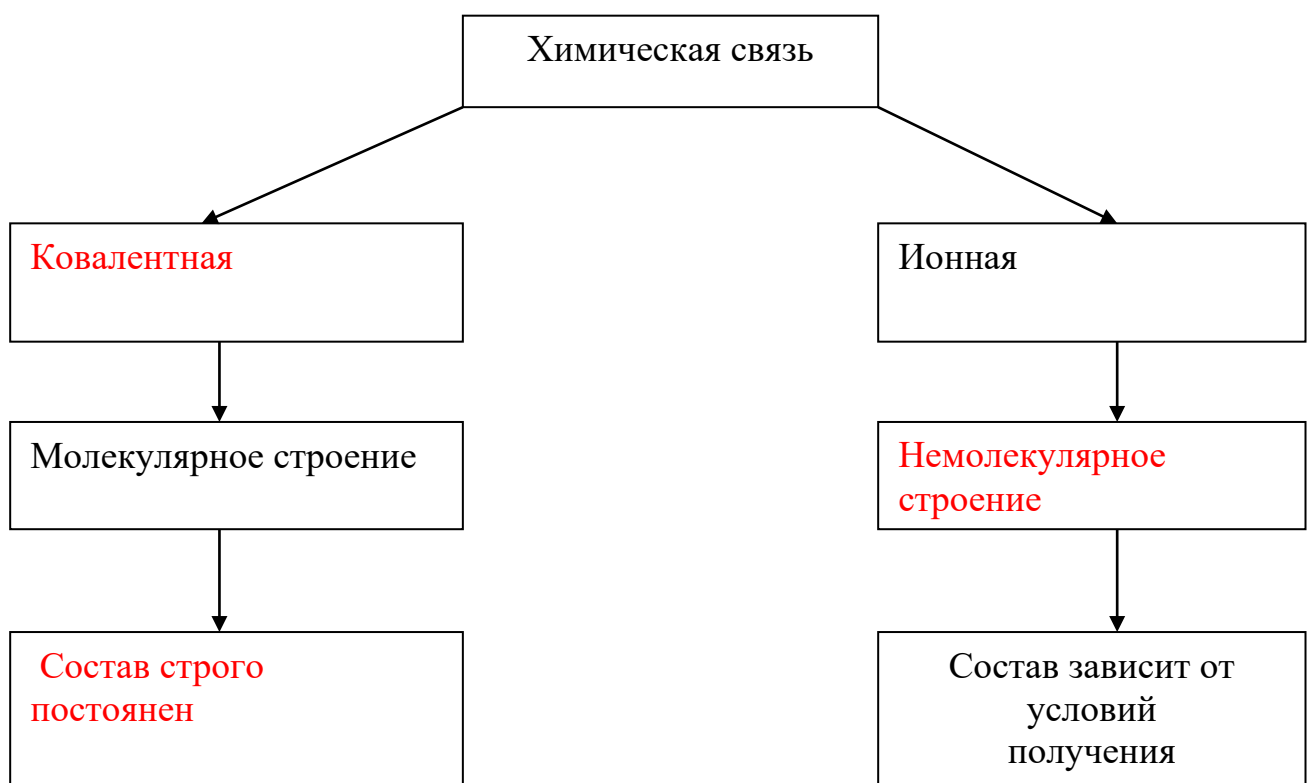 Химическая связь
Ковалентная
Ионная
Молекулярное строение
Немолекулярное
строение
Состав строго
постоянен
Состав зависит от
условий
получения